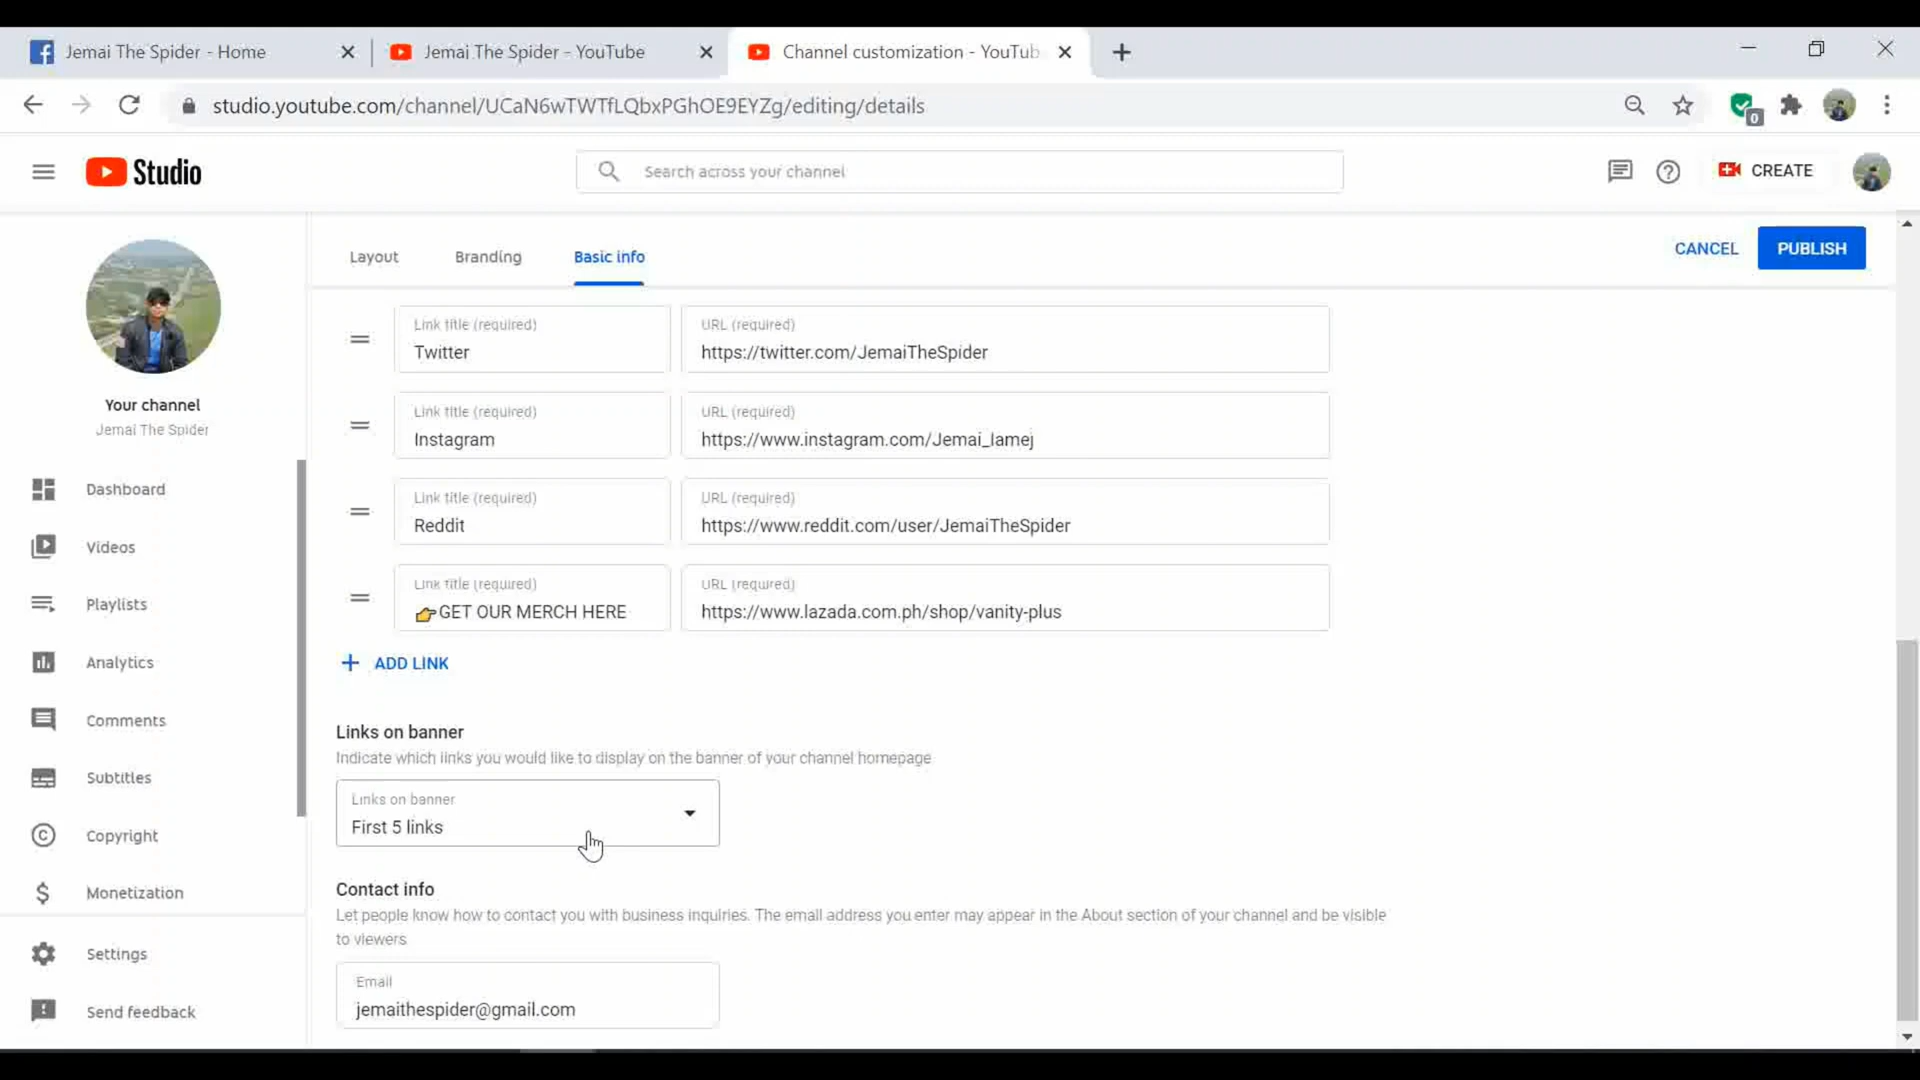 Jemai The Spider - Home
Jemai The Spider - YouTube
Channel customization - YouTub
studio.youtube.com/channel/UCaN6wTWTfLQbxPGhOE9EYZg/editing/details
0
Studio
Search across your channel
CREATE
Your channel
Jemai The Spider
Dashboard
Videos
Playlists
Analytics
Comments
Subtitles
Copyright
Monetization
Settings
Send feedback
Layout
Branding
Basic info
CANCEL
PUBLISH
Link title (required)
Twitter
URL (required)
https://twitter.com/JemaiTheSpider
Link title (required)
Instagram
URL (required)
https://www.instagram.com/Jemai_Iamej
Link title (required)
Reddit
URL (required)
https://www.reddit.com/user/JemaiTheSpider
Link title (required)
👉GET OUR MERCH HERE
URL (required)
https://www.lazada.com.ph/shop/vanity-plus
+ ADD LINK
Links on banner
Indicate which links you would like to display on the banner of your channel homepage
Links on banner
First 5 links
Contact info
Let people know how to contact you with business inquiries. The email address you enter may appear in the About section of your channel and be visible
to viewers
Email
jemaithespider@gmail.com